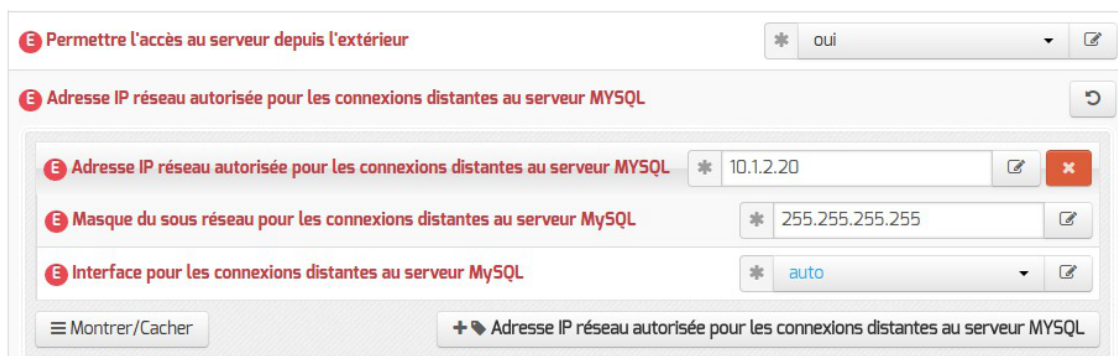 E Permettre l'accès au serveur depuis l'extérieur
oui
E Adresse IP réseau autorisée pour les connexions distantes au serveur MYSQL
E Adresse IP réseau autorisée pour les connexions distantes au serveur MYSQL
10.1.2.20
E Masque du sous réseau pour les connexions distantes au serveur MySQL
255.255.255.255
E Interface pour les connexions distantes au serveur MySQL
auto
Montrer/Cacher
Adresse IP réseau autorisée pour les connexions distantes au serveur MYSQL